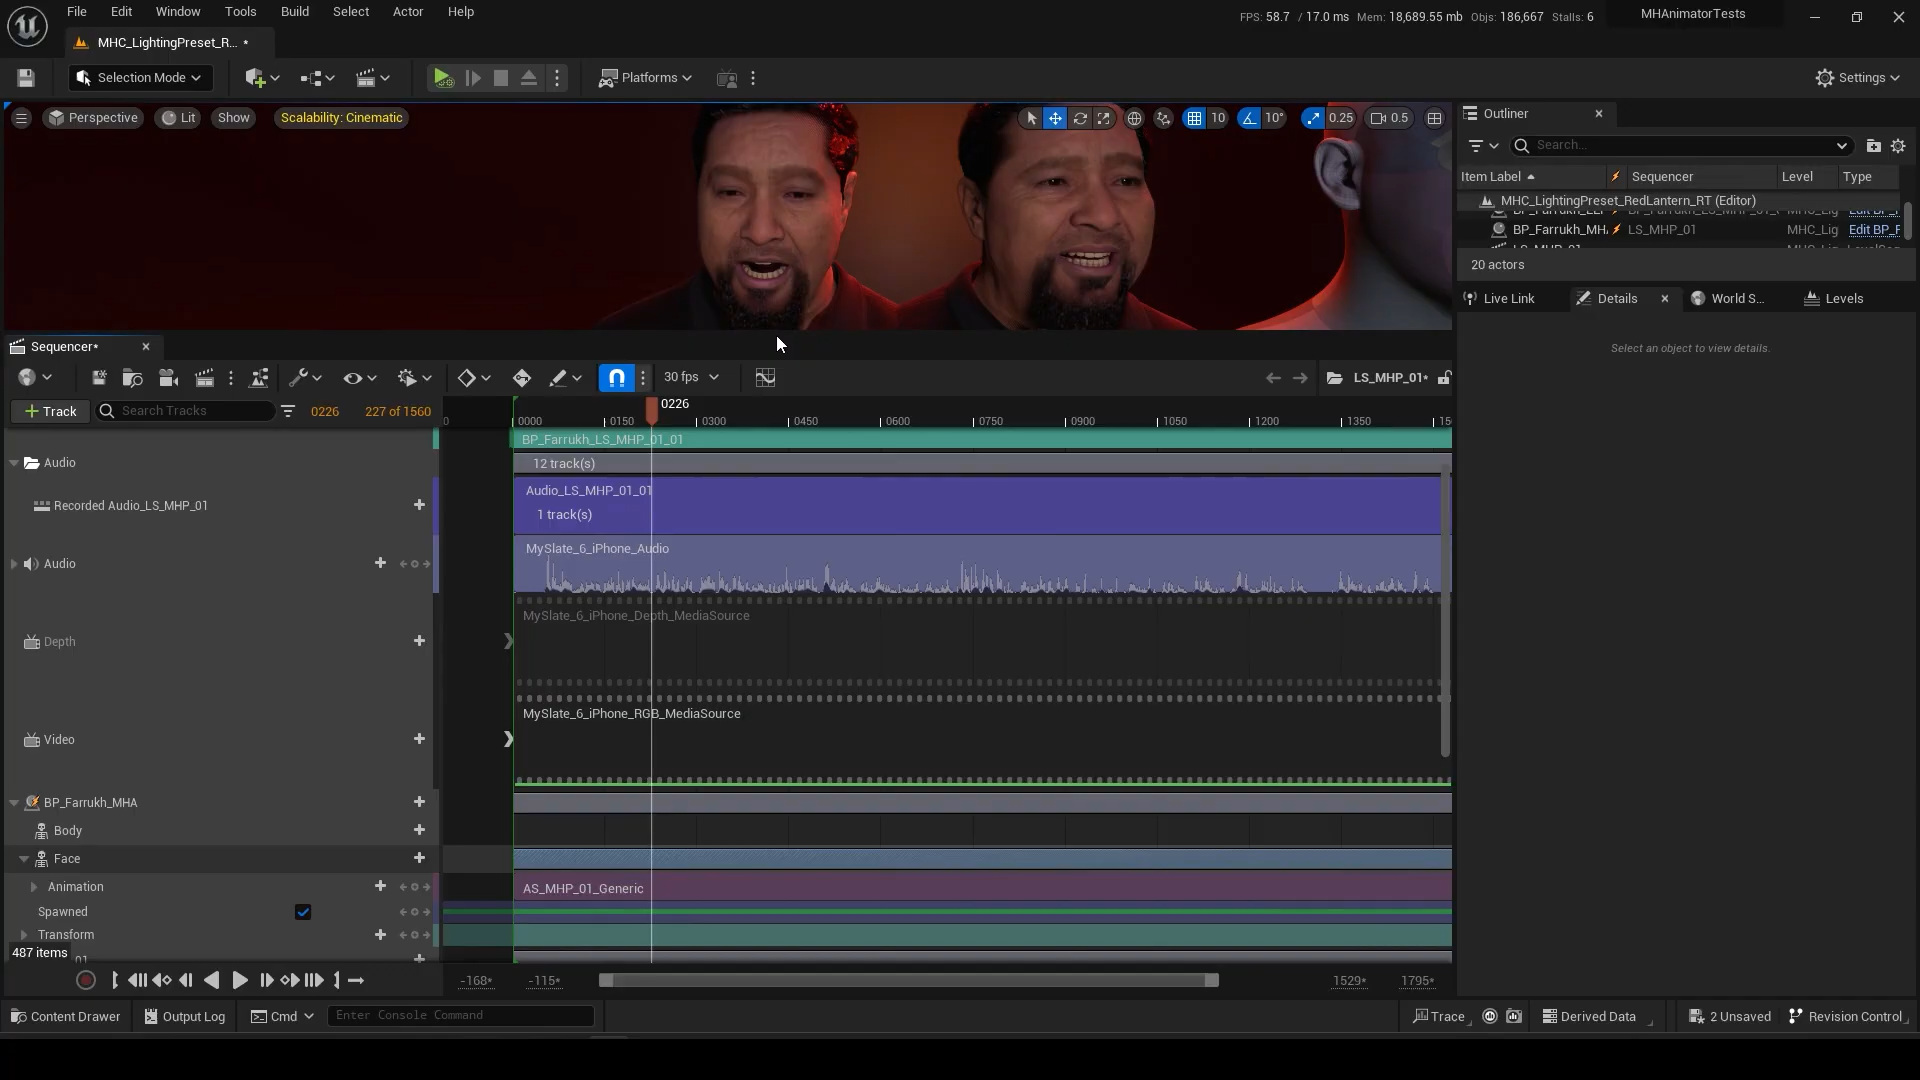 File Edit Window Tools Build Select Actor Help
FPS: 58.7 / 17.0 ms Mem: 18,689.55 mb Objs: 186,667 Stalls: 6
MHAnimatorTests
MHC_LightingPreset_R... *
Selection Mode
Platforms
Settings
Perspective Lit Show Scalability: Cinematic
10 10° 0.25 0.5
Outliner
Search...
Item Label Sequencer Level Type
MHC_LightingPreset_RedLantern_RT (Editor)
BP_Farrukh_MHA LS_MHP_01 MHC_Lig Edit BP_F
20 actors
Live Link Details World S... Levels
Select an object to view details.
Sequencer*
30 fps
LS_MHP_01*
Track Search Tracks 0226 227 of 1560
0226
0 0000 0150 0300 0450 0600 0750 0900 1050 1200 1350 15
BP_Farrukh_LS_MHP_01_01
12 track(s)
Audio
Audio_LS_MHP_01_01
Recorded Audio_LS_MHP_01
1 track(s)
MySlate_6_iPhone_Audio
Audio
MySlate_6_iPhone_Depth_MediaSource
Depth
MySlate_6_iPhone_RGB_MediaSource
Video
BP_Farrukh_MHA
Body
Face
Animation
AS_MHP_01_Generic
Spawned
Transform
487 items
-168* -115* 1529* 1795*
Content Drawer Output Log Cmd Enter Console Command
Trace Derived Data 2 Unsaved Revision Control